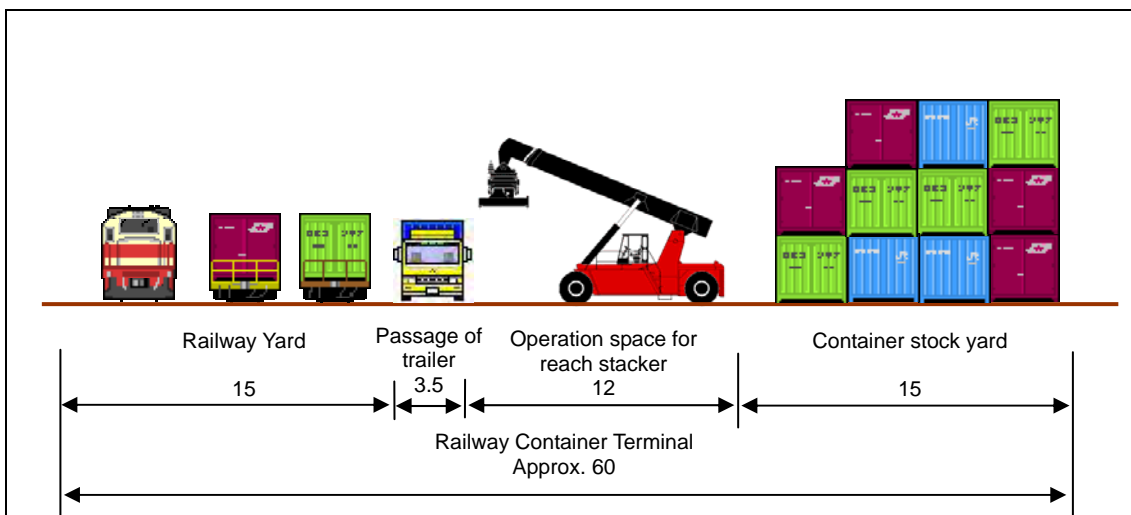 Railway Yard
15
Passage of
trailer
3.5
Operation space for
reach stacker
12
Container stock yard
15
Railway Container Terminal
Approx. 60